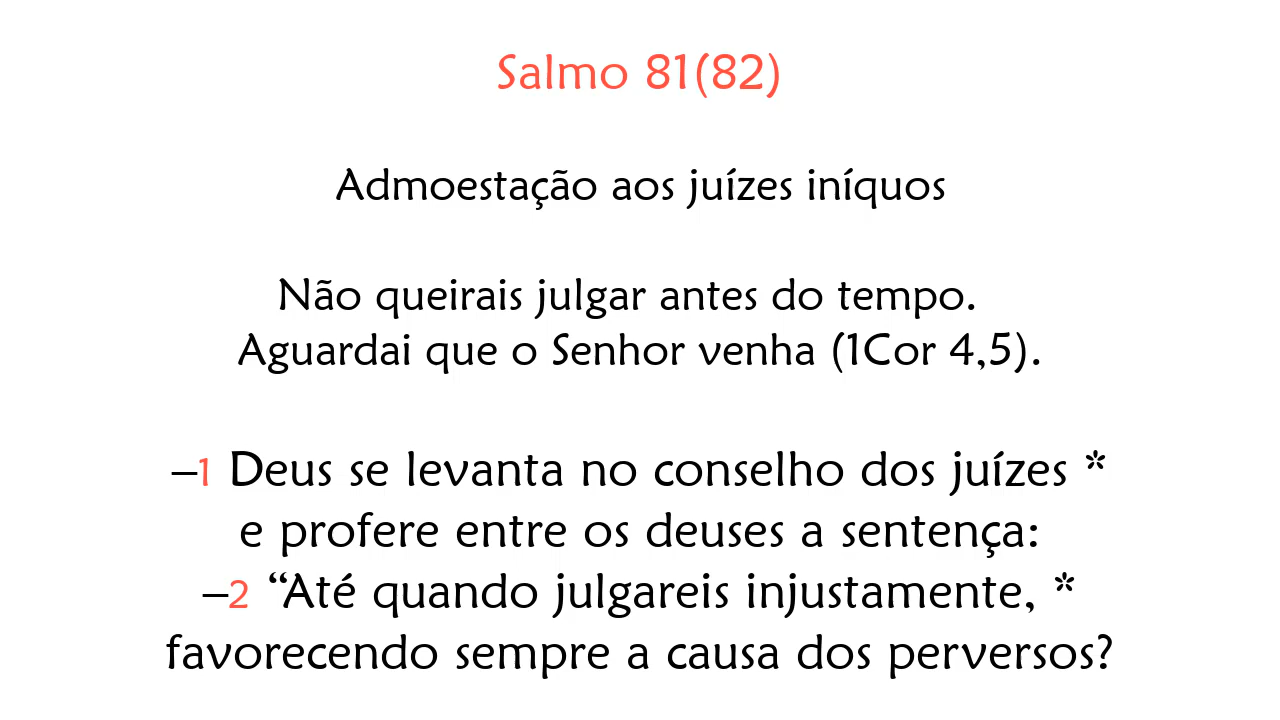 Salmo 81(82)
Admoestação aos juízes iníquos
Não queirais julgar antes do tempo.
Aguardai que o Senhor venha (1Cor 4,5).
–1 Deus se levanta no conselho dos juízes *
e profere entre os deuses a sentença:
–2 “Até quando julgareis injustamente, *
favorecendo sempre a causa dos perversos?